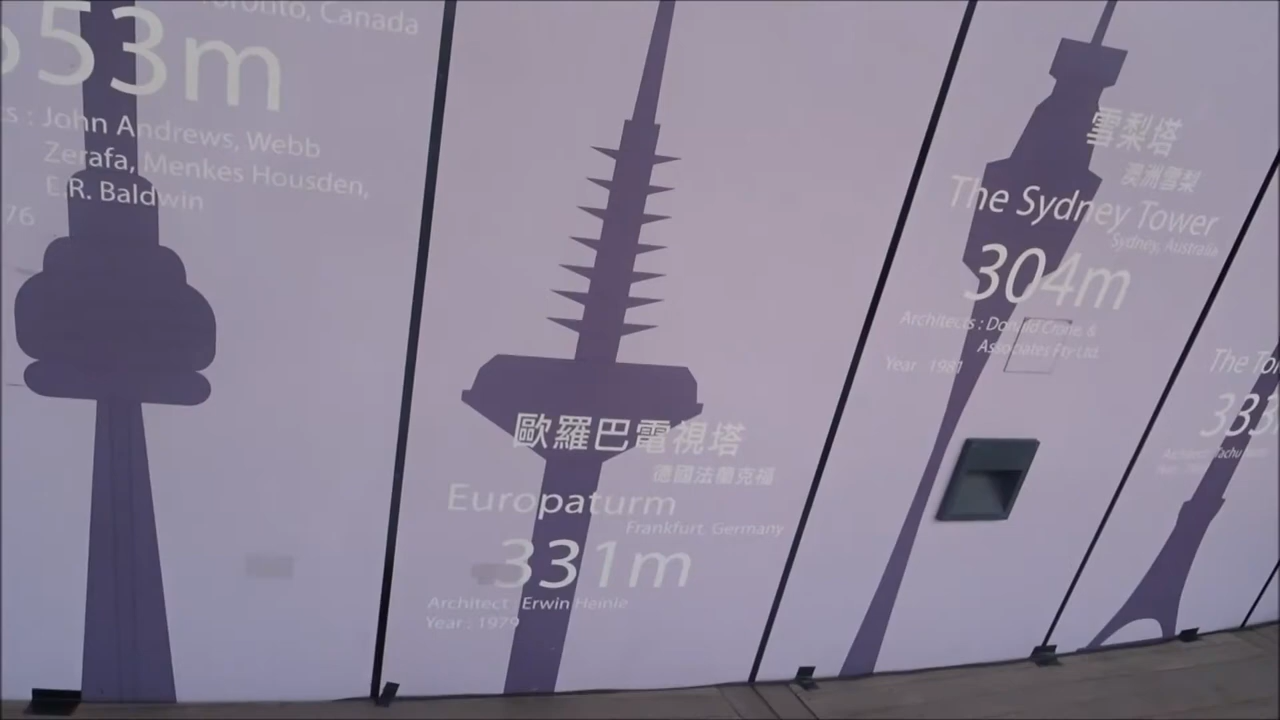 Toronto, Canada
553m
John Andrews, Webb
Zerafa, Menkes Housden,
E.R. Baldwin
76
歐羅巴電視塔
德國法蘭克福
Europaturm
Frankfurt, Germany
331m
Architect : Erwin Heinle
Year : 1979
雪梨塔
澳洲雪梨
The Sydney Tower
Sydney, Australia
304m
Architects : Donald Crone &
Associates Pty Ltd.
Year : 1981
The
333